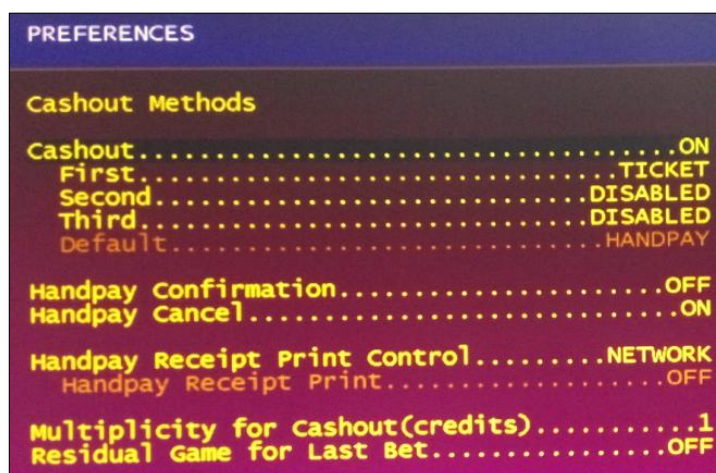 PREFERENCES
Cashout Methods
Cashout.....................................ON
First.................................TICKET
Second..............................DISABLED
Third...............................DISABLED
Default..............................HANDPAY
Handpay Confirmation.......................OFF
Handpay Cancel..............................ON
Handpay Receipt Print Control.........NETWORK
Handpay Receipt Print...................OFF
Multiplicity for Cashout(credits)...........1
Residual Game for Last Bet................OFF